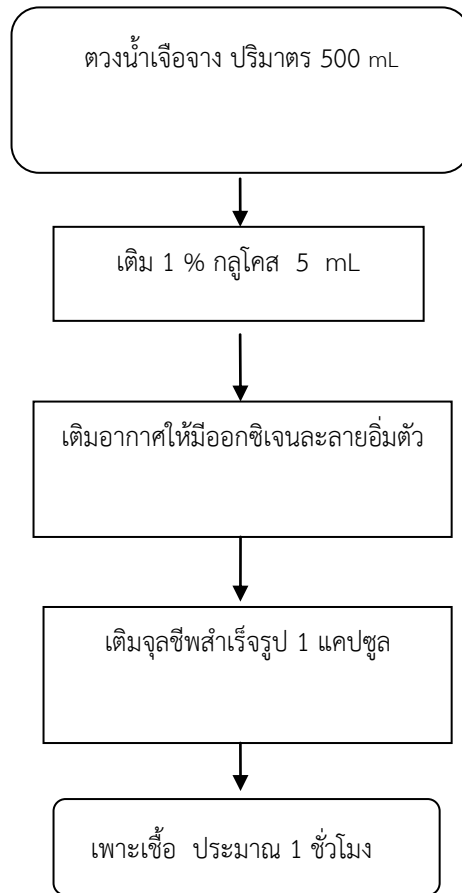 ตวงน้ำเจือจาง ปริมาตร 500 mL
เติม 1 % กลูโคส 5 mL
เติมอากาศให้มีออกซิเจนละลายอิ่มตัว
เติมจุลชีพสำเร็จรูป 1 แคปซูล
เพาะเชื้อ ประมาณ 1 ชั่วโมง